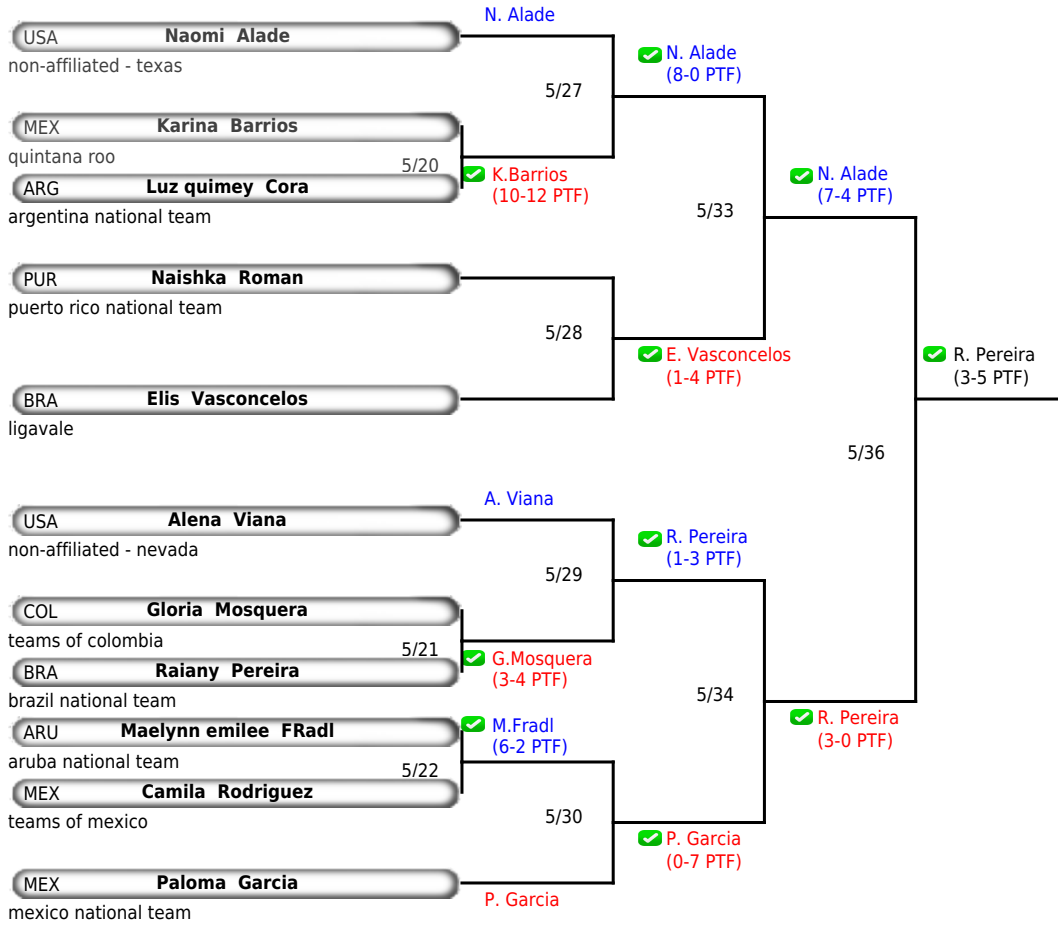 N. Alade
USA Naomi Alade
non-affiliated - texas
N. Alade
(8-0 PTF)
5/27
MEX Karina Barrios
quintana roo
5/20
K.Barrios
(10-12 PTF)
ARG Luz quimey Cora
argentina national team
N. Alade
(7-4 PTF)
5/33
PUR Naishka Roman
puerto rico national team
5/28
E. Vasconcelos
(1-4 PTF)
BRA Elis Vasconcelos
ligavale
R. Pereira
(3-5 PTF)
5/36
A. Viana
USA Alena Viana
non-affiliated - nevada
R. Pereira
(1-3 PTF)
5/29
COL Gloria Mosquera
teams of colombia
5/21
G.Mosquera
(3-4 PTF)
BRA Raiany Pereira
brazil national team
5/34
R. Pereira
(3-0 PTF)
ARU Maelynn emilee FRadl
aruba national team
M.Fradl
(6-2 PTF)
5/22
MEX Camila Rodriguez
teams of mexico
5/30
P. Garcia
(0-7 PTF)
MEX Paloma Garcia
mexico national team
P. Garcia